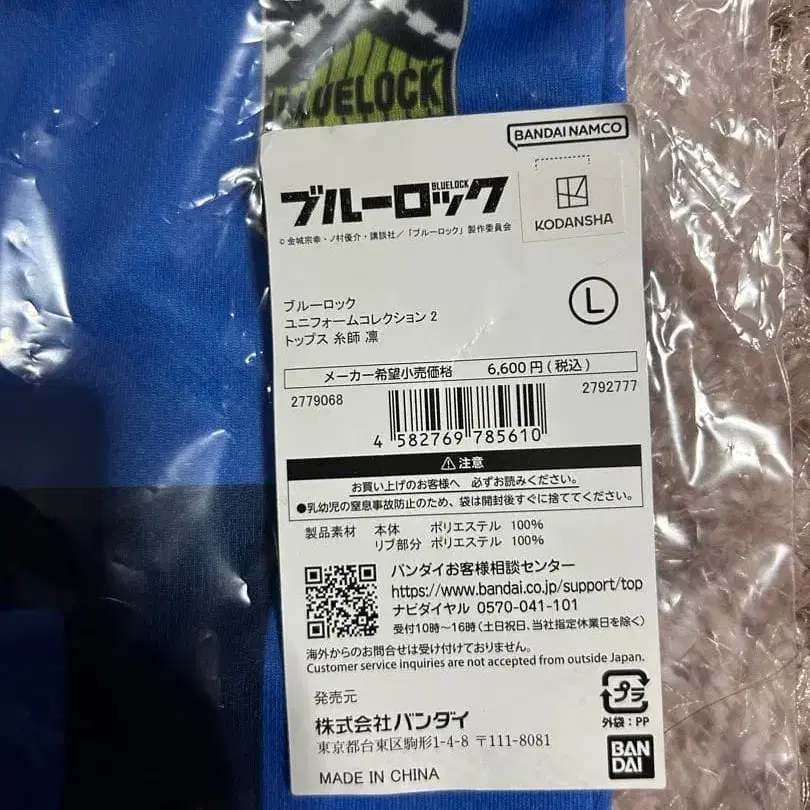 BLUELOCK
BANDAI NAMCO
BLUELOCK
ブルーロック
KODANSHA
© 金城宗幸・ノ村優介・講談社／「ブルーロック」製作委員会
ブルーロック
ユニフォームコレクション 2
トップス 糸師 凛
L
メーカー希望小売価格 6,600円(税込)
2779068 2792777
4 582769 785610
⚠注意
お買い上げのお客様へ 必ずお読みください。
●乳幼児の窒息事故防止のため、袋は開封後すぐに捨ててください。
製品素材 本体 ポリエステル 100%
リブ部分 ポリエステル 100%
バンダイお客様相談センター
https://www.bandai.co.jp/support/top
ナビダイヤル 0570-041-101
受付10時～16時(土日祝日、当社指定休業日を除く)
海外からのお問合せは受け付けておりません。
Customer service inquiries are not accepted from outside Japan.
発売元
株式会社バンダイ
東京都台東区駒形1-4-8 〒111-8081
MADE IN CHINA
プラ
外袋：PP
BAN
DAI